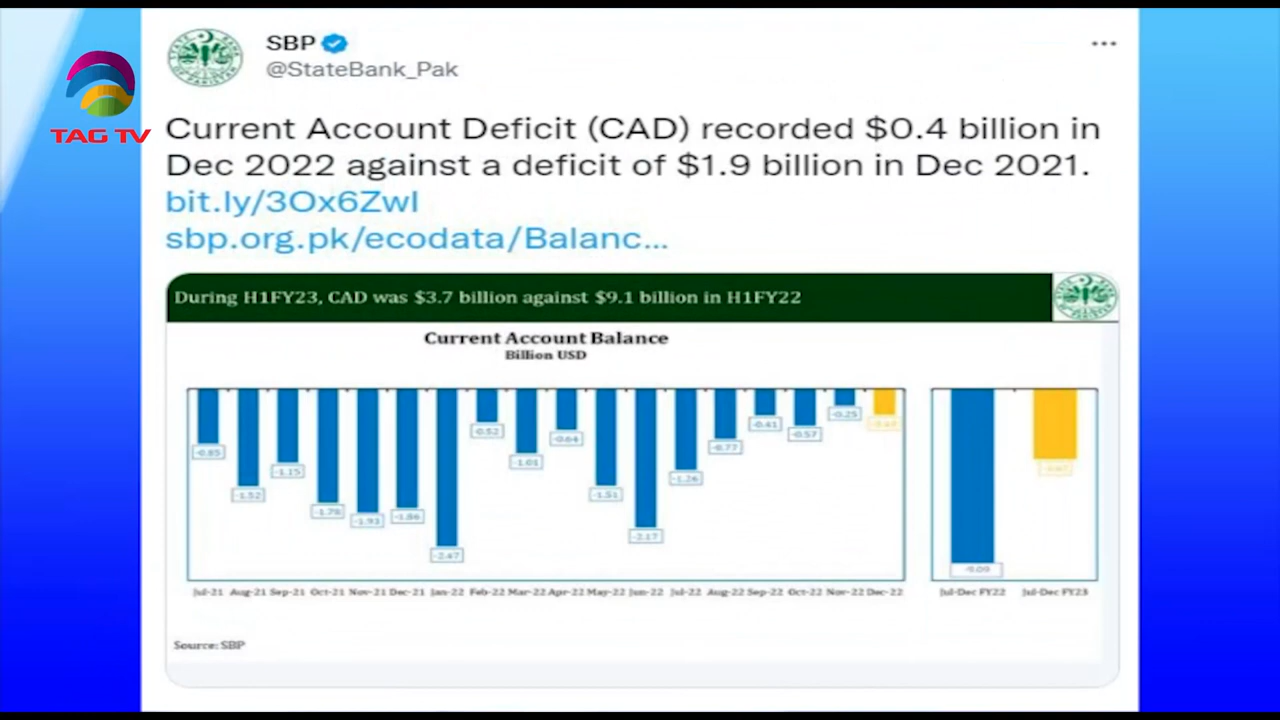 SBP
@StateBank_Pak
TAG TV
Current Account Deficit (CAD) recorded $0.4 billion in
Dec 2022 against a deficit of $1.9 billion in Dec 2021.
bit.ly/3Ox6ZwI
sbp.org.pk/ecodata/Balanc...
During H1FY23, CAD was $3.7 billion against $9.1 billion in H1FY22
Current Account Balance
Billion USD
-0.85 -1.52 -1.15 -1.78 -1.93 -1.86 -2.47 -0.52 -1.01 -0.64 -1.51 -2.17 -1.26 -0.77 -0.41 -0.57 -0.25
-9.09
Jul-21 Aug-21 Sep-21 Oct-21 Nov-21 Dec-21 Jan-22 Feb-22 Mar-22 Apr-22 May-22 Jun-22 Jul-22 Aug-22 Sep-22 Oct-22 Nov-22 Dec-22
Jul-Dec FY22 Jul-Dec FY23
Source: SBP